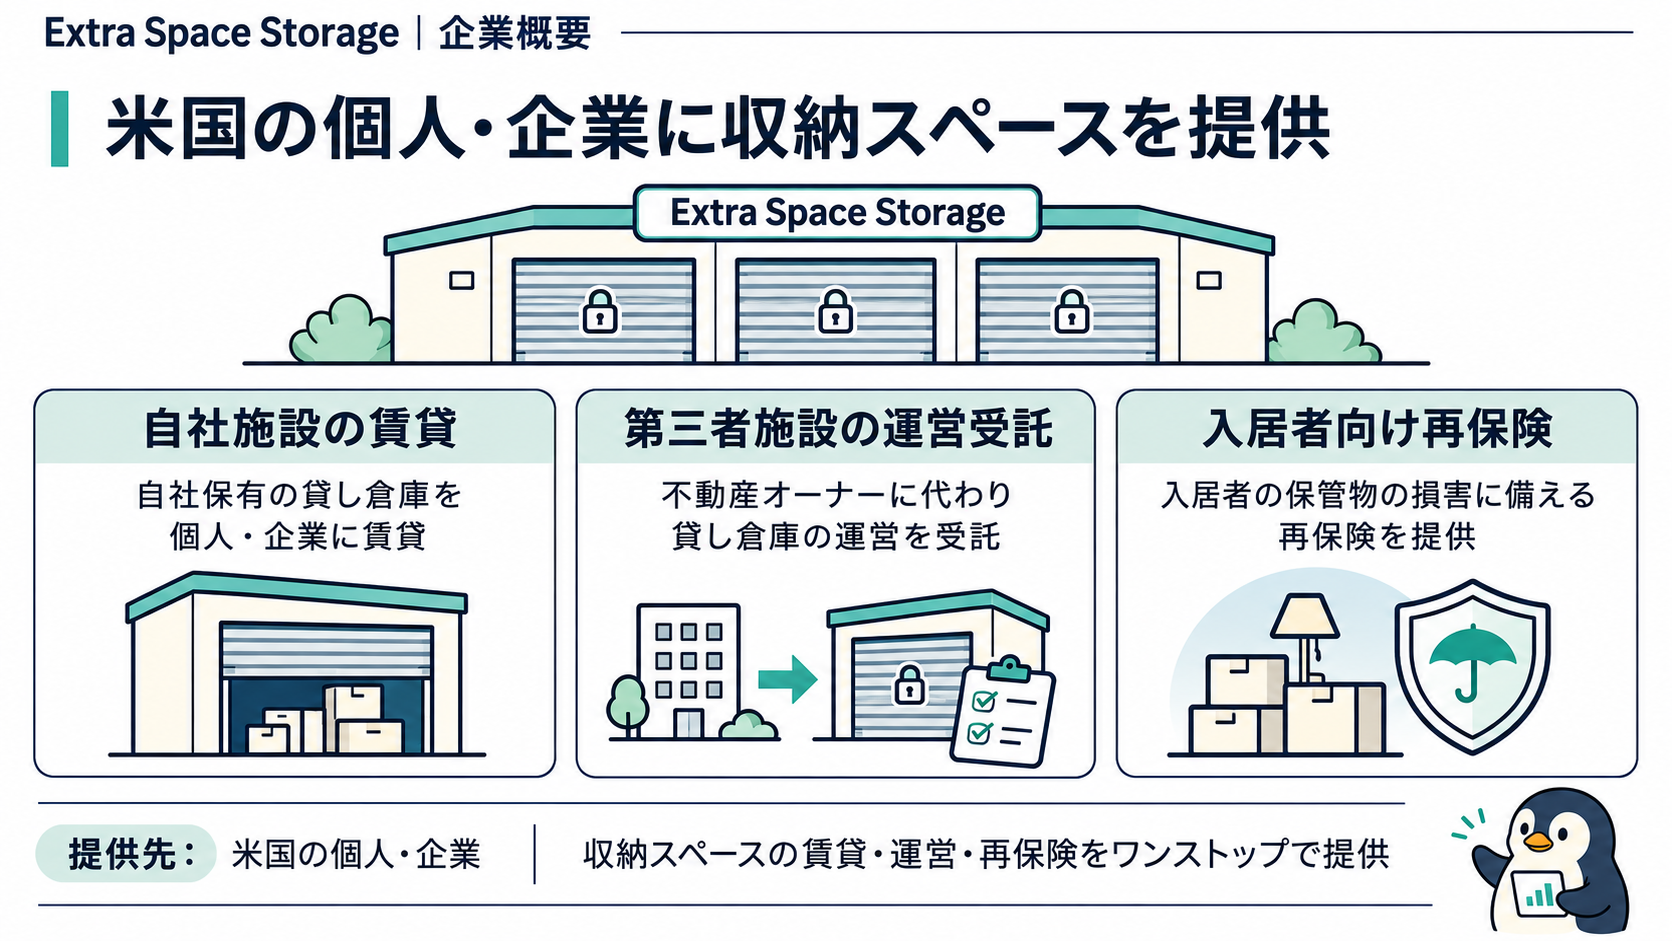 Extra Space Storage｜企業概要
米国の個人・企業に収納スペースを提供
Extra Space Storage
自社施設の賃貸
自社保有の貸し倉庫を
個人・企業に賃貸
第三者施設の運営受託
不動産オーナーに代わり
貸し倉庫の運営を受託
入居者向け再保険
入居者の保管物の損害に備える
再保険を提供
提供先： 米国の個人・企業
収納スペースの賃貸・運営・再保険をワンストップで提供